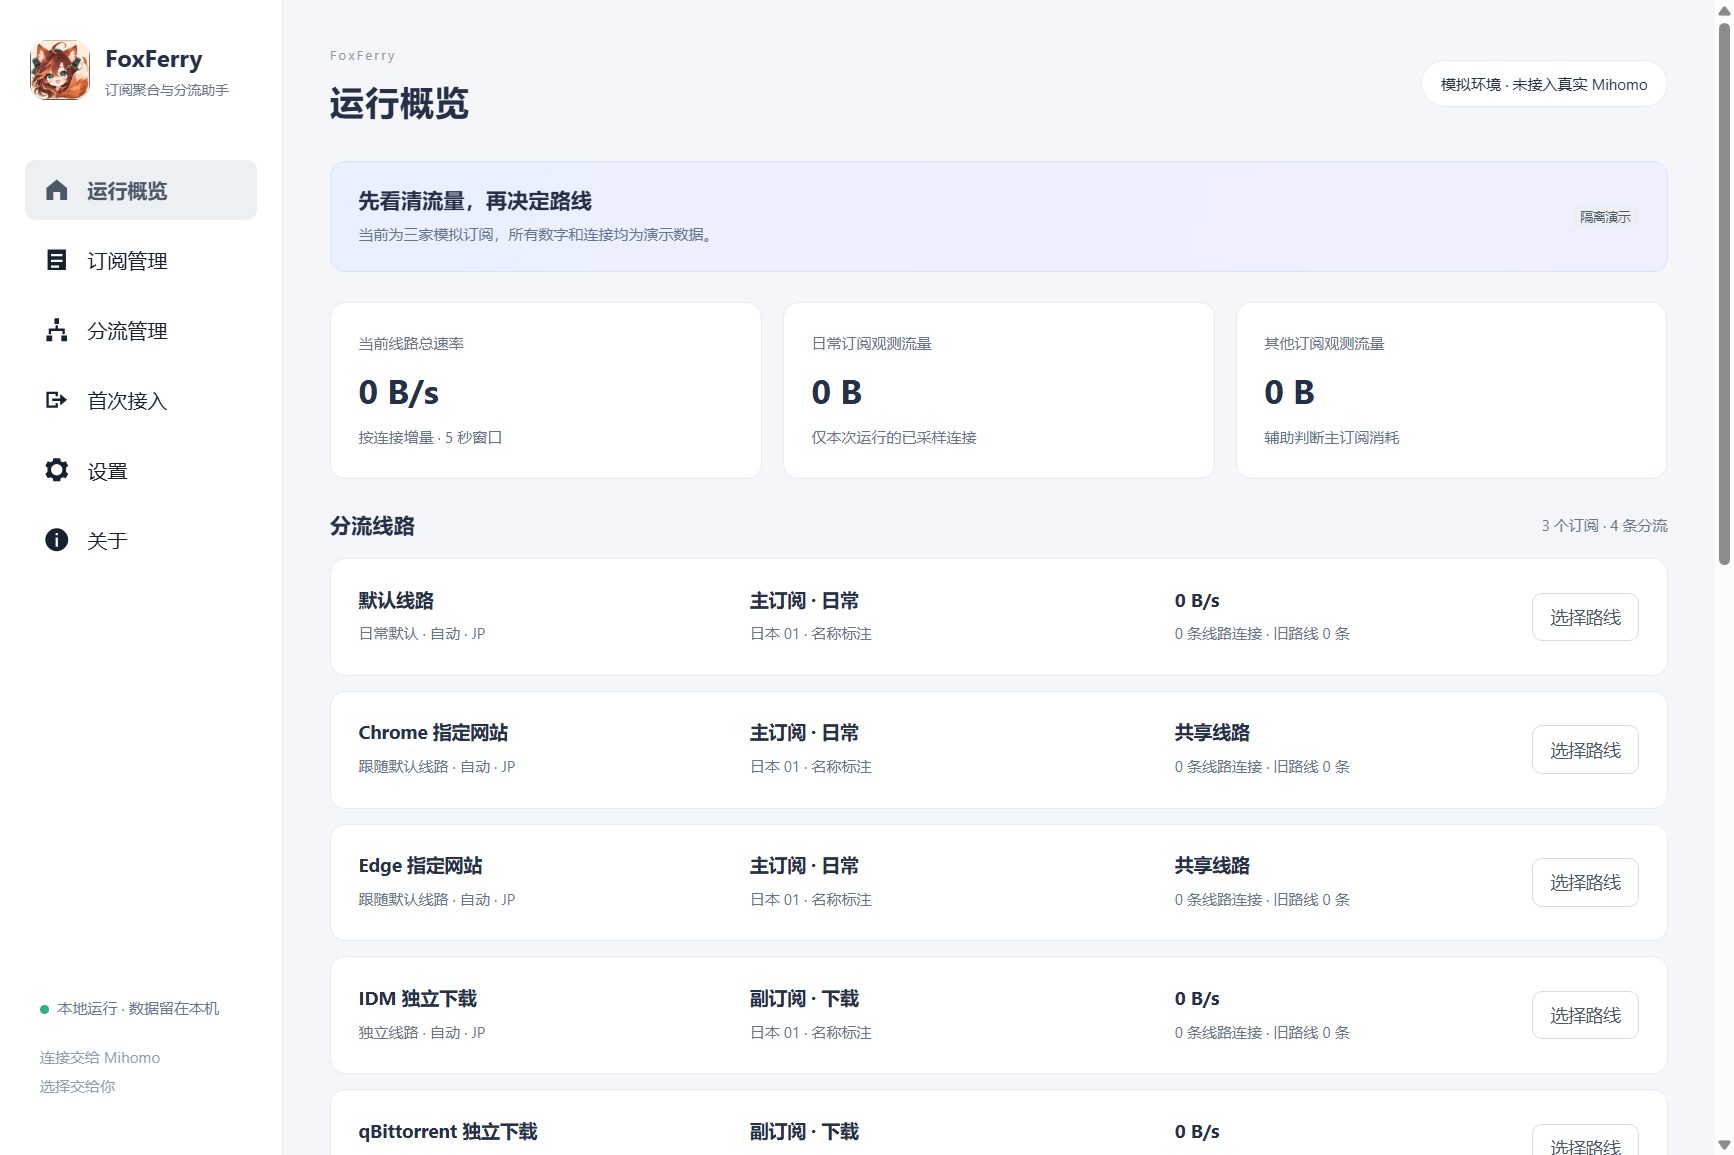 FoxFerry
订阅聚合与分流助手
运行概览
订阅管理
分流管理
首次接入
设置
关于
本地运行 · 数据留在本机
连接交给 Mihomo
选择交给你
FoxFerry
运行概览
模拟环境 · 未接入真实 Mihomo
先看清流量，再决定路线
当前为三家模拟订阅，所有数字和连接均为演示数据。
隔离演示
当前线路总速率
0 B/s
按连接增量 · 5 秒窗口
日常订阅观测流量
0 B
仅本次运行的已采样连接
其他订阅观测流量
0 B
辅助判断主订阅消耗
分流线路
3 个订阅 · 4 条分流
默认线路
日常默认 · 自动 · JP
主订阅 · 日常
日本 01 · 名称标注
0 B/s
0 条线路连接 · 旧路线 0 条
选择路线
Chrome 指定网站
跟随默认线路 · 自动 · JP
主订阅 · 日常
日本 01 · 名称标注
共享线路
0 条线路连接 · 旧路线 0 条
选择路线
Edge 指定网站
跟随默认线路 · 自动 · JP
主订阅 · 日常
日本 01 · 名称标注
共享线路
0 条线路连接 · 旧路线 0 条
选择路线
IDM 独立下载
独立线路 · 自动 · JP
副订阅 · 下载
日本 01 · 名称标注
0 B/s
0 条线路连接 · 旧路线 0 条
选择路线
qBittorrent 独立下载
副订阅 · 下载
0 B/s
选择路线